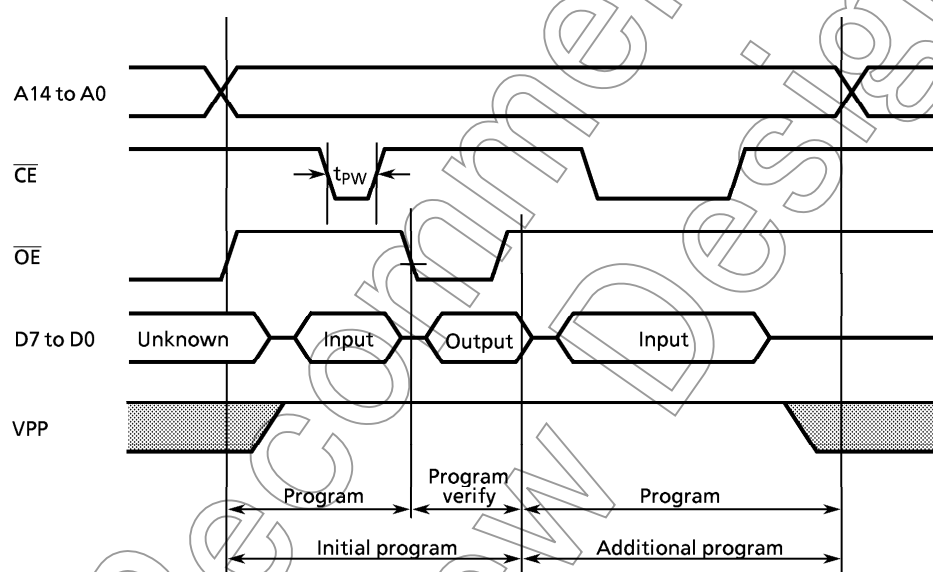 A14 to A0
CE
tPW
OE
D7 to D0
Unknown
Input
Output
Input
VPP
Program
Program
verify
Program
Initial program
Additional program